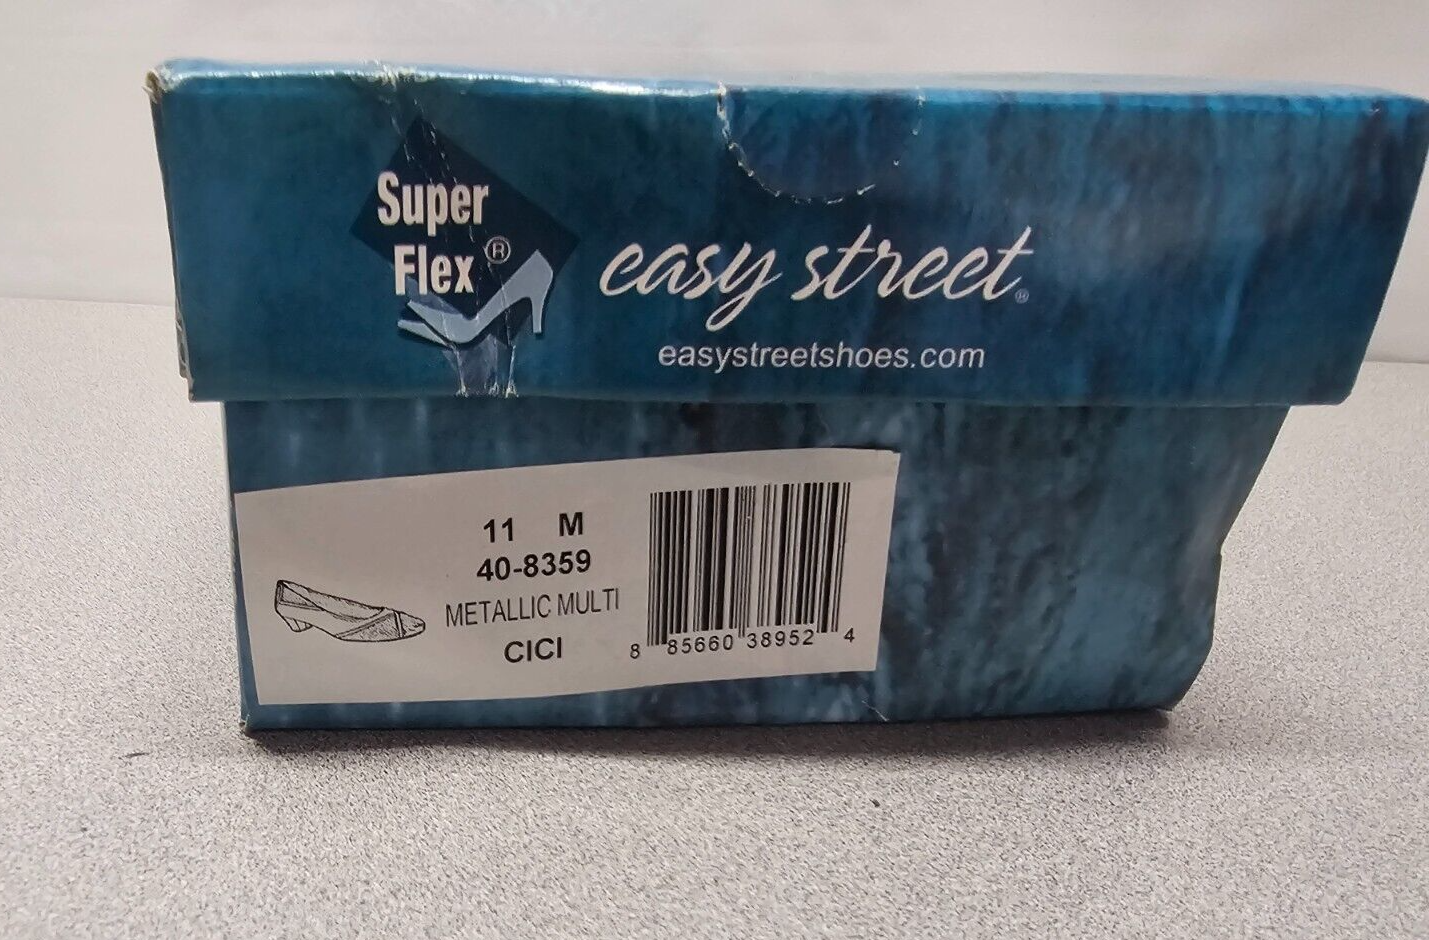 Super
Flex®
easy street®
easystreetshoes.com
11 M
40-8359
METALLIC MULTI
CICI
8 85660 38952 4